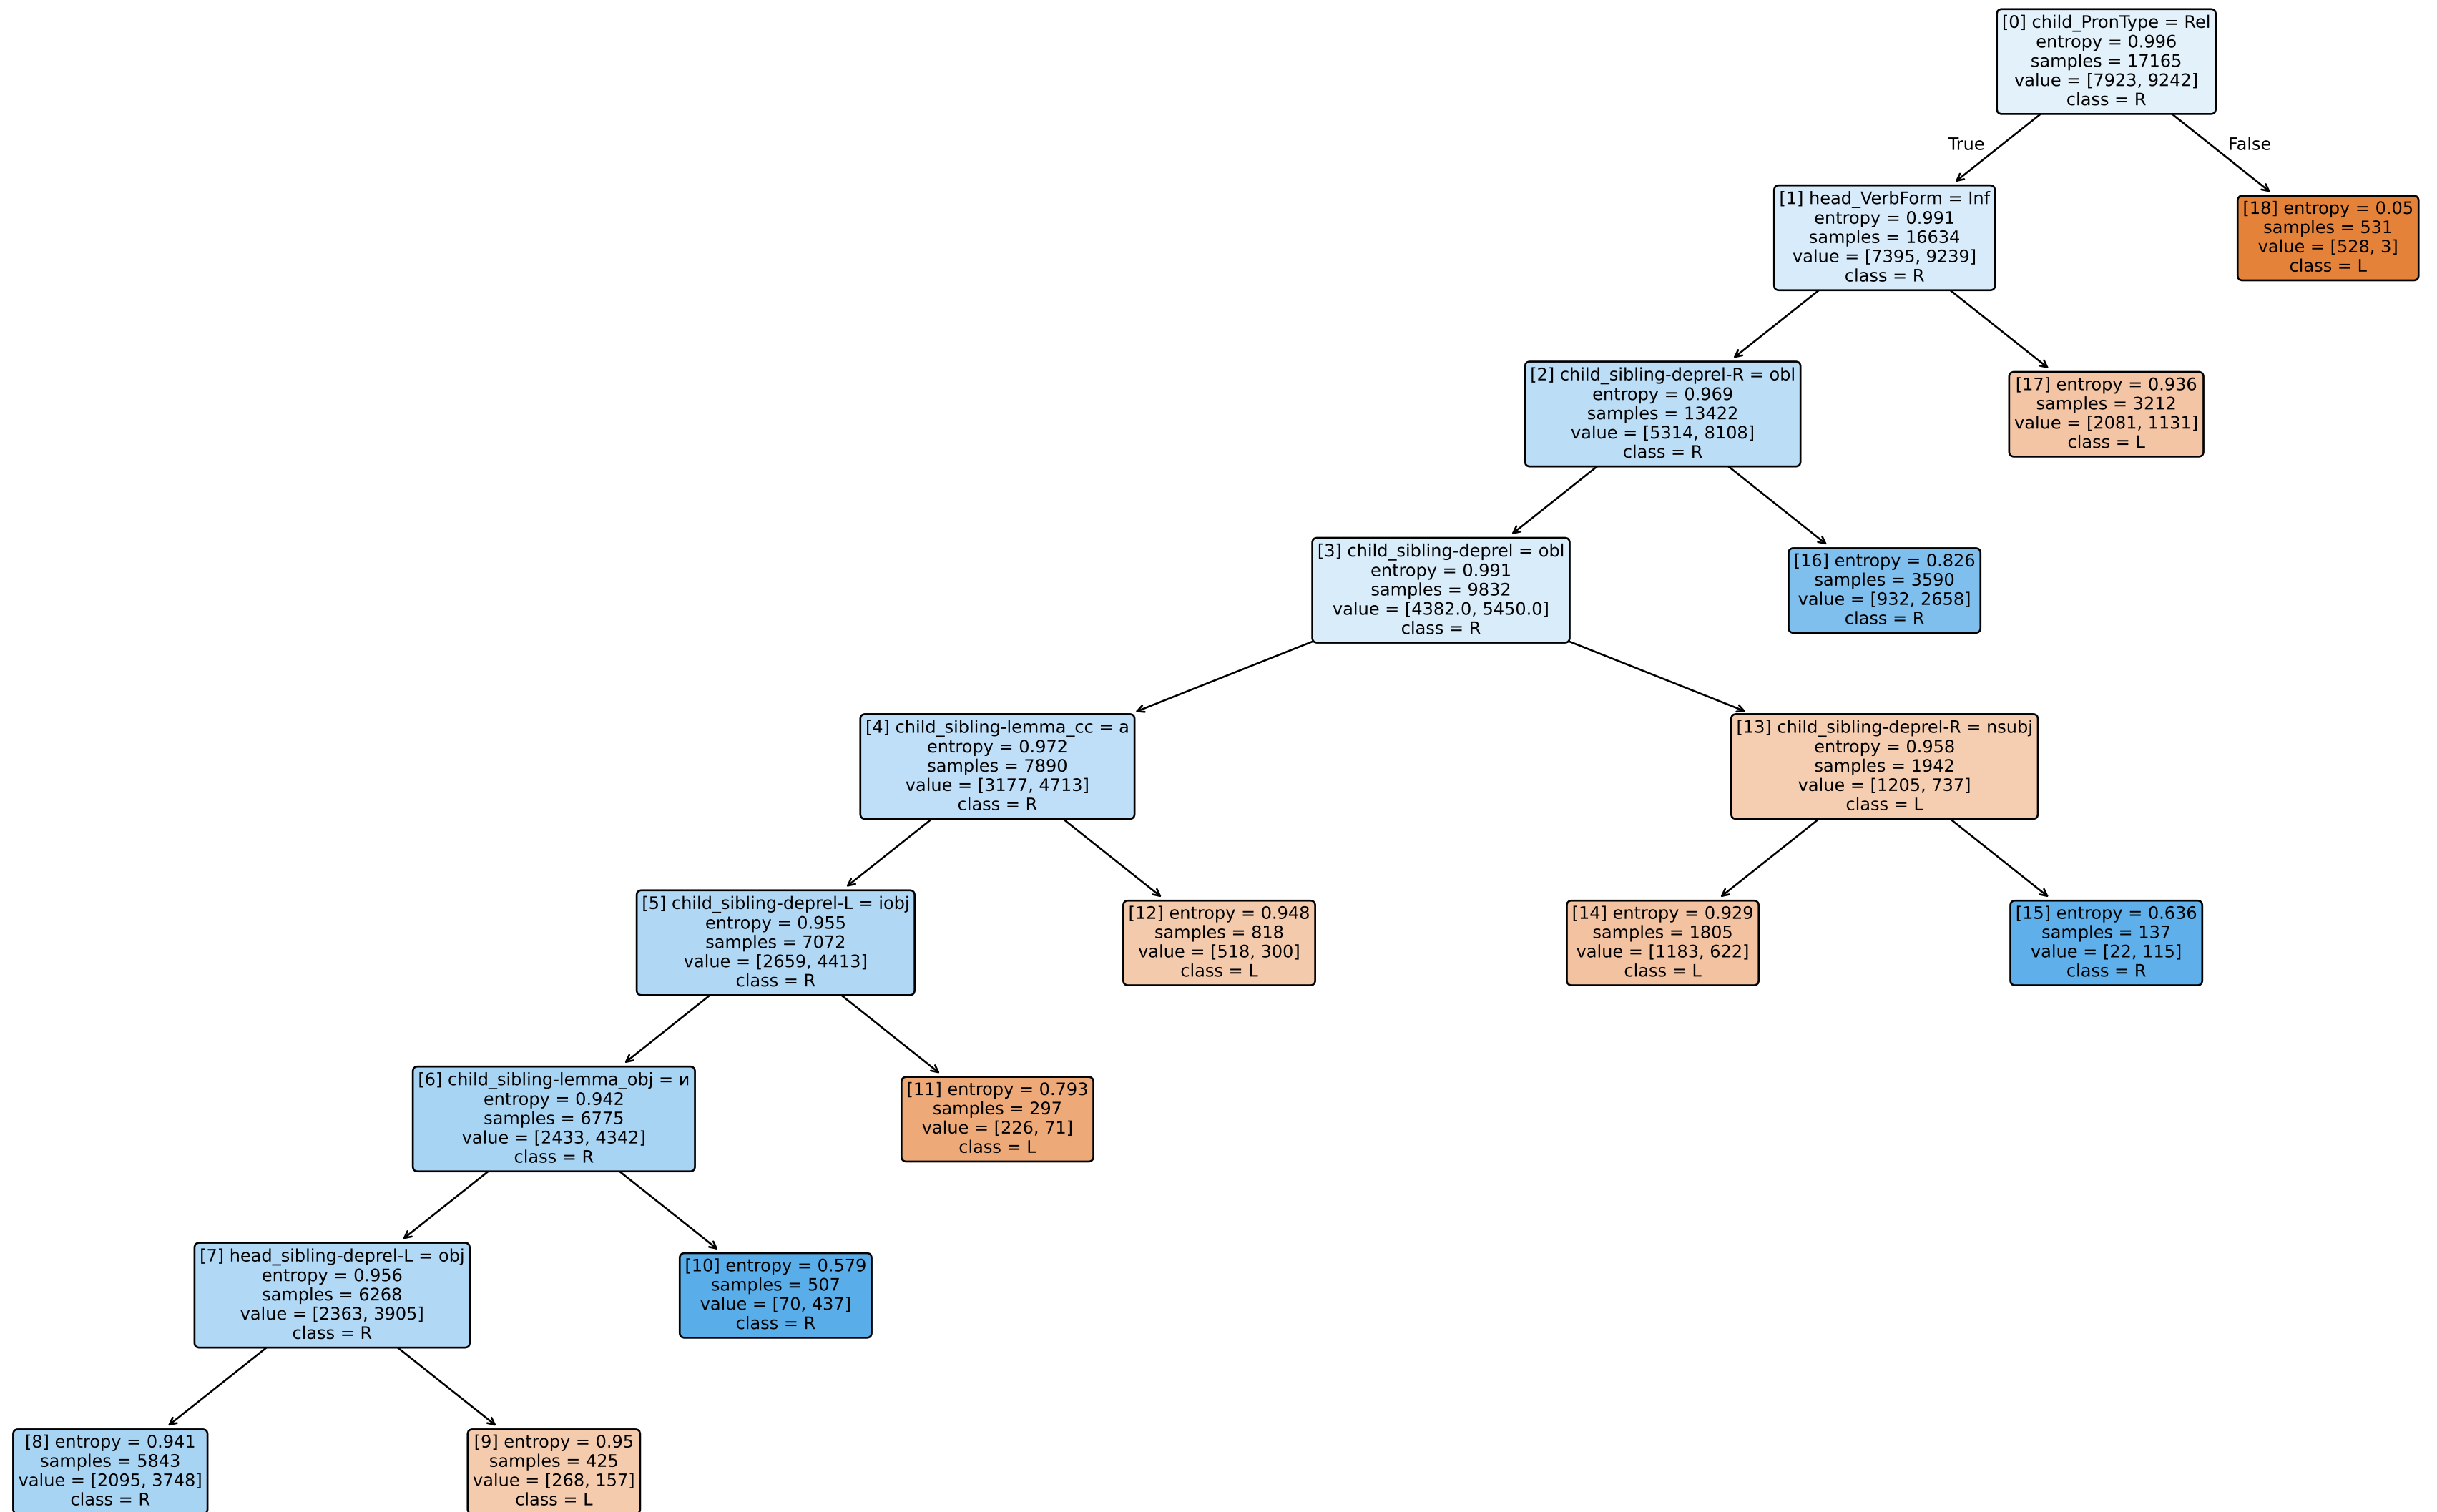 [0] child_PronType = Rel
entropy = 0.996
samples = 17165
value = [7923, 9242]
class = R
True
False
[1] head_VerbForm = Inf
entropy = 0.991
samples = 16634
value = [7395, 9239]
class = R
[18] entropy = 0.05
samples = 531
value = [528, 3]
class = L
[2] child_sibling-deprel-R = obl
entropy = 0.969
samples = 13422
value = [5314, 8108]
class = R
[17] entropy = 0.936
samples = 3212
value = [2081, 1131]
class = L
[3] child_sibling-deprel = obl
entropy = 0.991
samples = 9832
value = [4382.0, 5450.0]
class = R
[16] entropy = 0.826
samples = 3590
value = [932, 2658]
class = R
[4] child_sibling-lemma_cc = a
entropy = 0.972
samples = 7890
value = [3177, 4713]
class = R
[13] child_sibling-deprel-R = nsubj
entropy = 0.958
samples = 1942
value = [1205, 737]
class = L
[5] child_sibling-deprel-L = iobj
entropy = 0.955
samples = 7072
value = [2659, 4413]
class = R
[12] entropy = 0.948
samples = 818
value = [518, 300]
class = L
[14] entropy = 0.929
samples = 1805
value = [1183, 622]
class = L
[15] entropy = 0.636
samples = 137
value = [22, 115]
class = R
[6] child_sibling-lemma_obj = и
entropy = 0.942
samples = 6775
value = [2433, 4342]
class = R
[11] entropy = 0.793
samples = 297
value = [226, 71]
class = L
[7] head_sibling-deprel-L = obj
entropy = 0.956
samples = 6268
value = [2363, 3905]
class = R
[10] entropy = 0.579
samples = 507
value = [70, 437]
class = R
[8] entropy = 0.941
samples = 5843
value = [2095, 3748]
class = R
[9] entropy = 0.95
samples = 425
value = [268, 157]
class = L